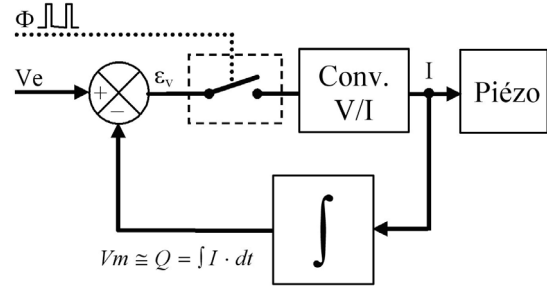 Φ
Ve
+
−
εᵥ
Conv.
V/I
I
Piézo
∫
Vm ≅ Q = ∫ I · dt